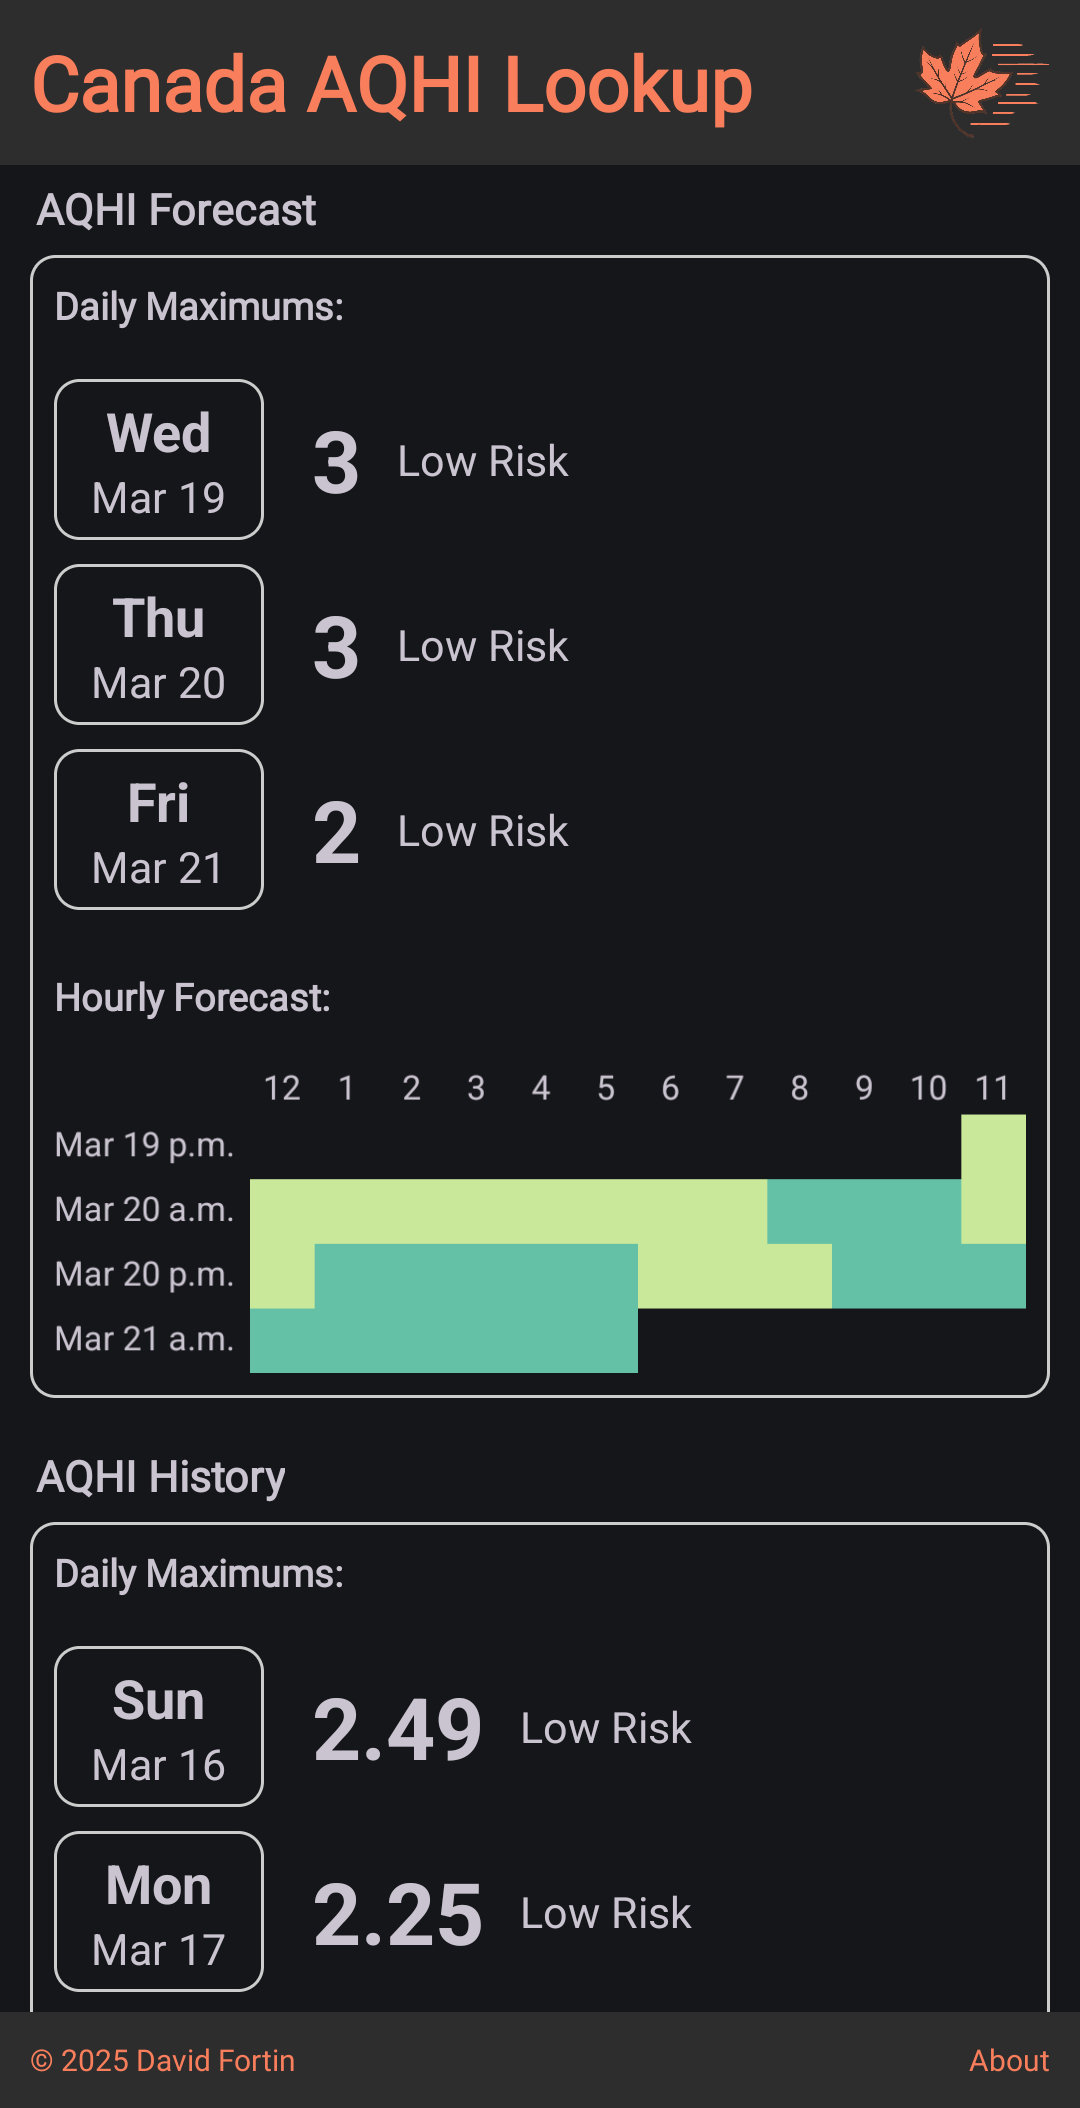 Canada AQHI Lookup
AQHI Forecast
Daily Maximums:
Wed
Mar 19
3 Low Risk
Thu
Mar 20
3 Low Risk
Fri
Mar 21
2 Low Risk
Hourly Forecast:
12 1 2 3 4 5 6 7 8 9 10 11
Mar 19 p.m.
Mar 20 a.m.
Mar 20 p.m.
Mar 21 a.m.
AQHI History
Daily Maximums:
Sun
Mar 16
2.49 Low Risk
Mon
Mar 17
2.25 Low Risk
© 2025 David Fortin About